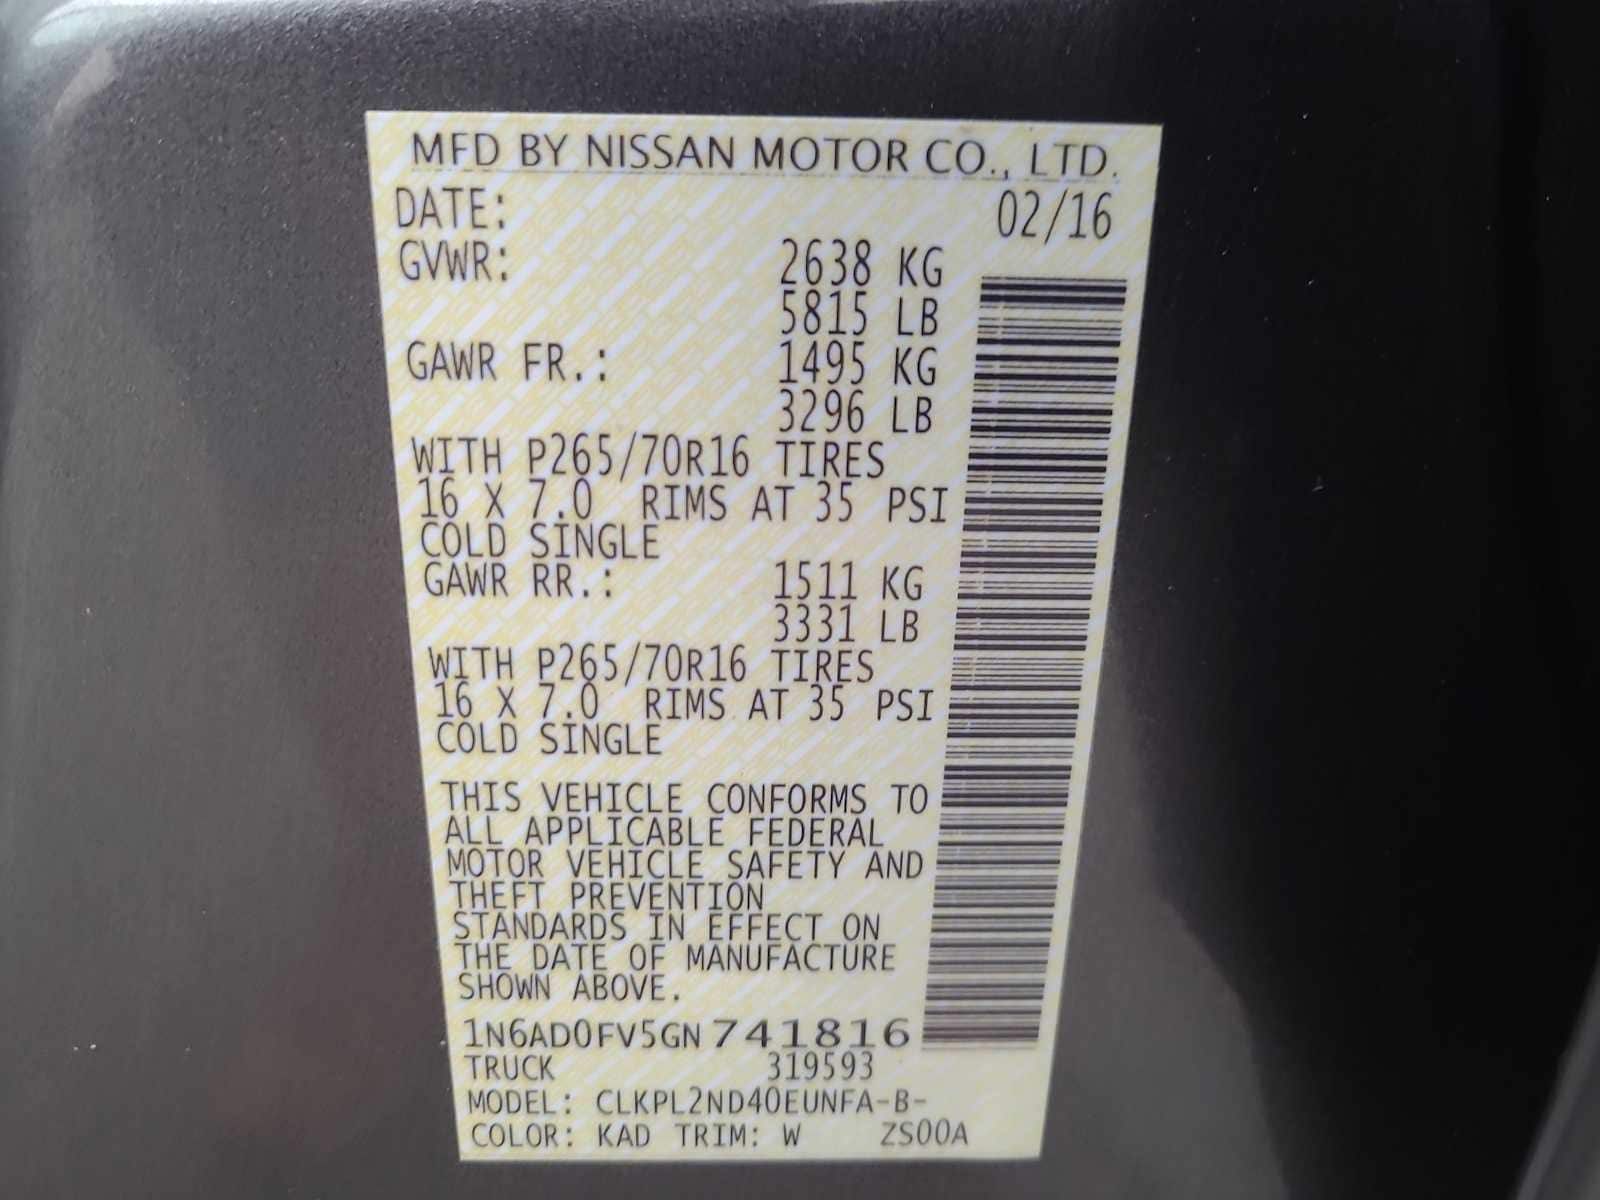 MFD BY NISSAN MOTOR CO., LTD.
DATE: 02/16
GVWR: 2638 KG
5815 LB
GAWR FR.: 1495 KG
3296 LB
WITH P265/70R16 TIRES
16 X 7.0 RIMS AT 35 PSI
COLD SINGLE
GAWR RR.: 1511 KG
3331 LB
WITH P265/70R16 TIRES
16 X 7.0 RIMS AT 35 PSI
COLD SINGLE
THIS VEHICLE CONFORMS TO
ALL APPLICABLE FEDERAL
MOTOR VEHICLE SAFETY AND
THEFT PREVENTION
STANDARDS IN EFFECT ON
THE DATE OF MANUFACTURE
SHOWN ABOVE.
1N6AD0FV5GN741816
TRUCK 319593
MODEL: CLKPL2ND40EUNFA-B-
COLOR: KAD TRIM: W ZS00A